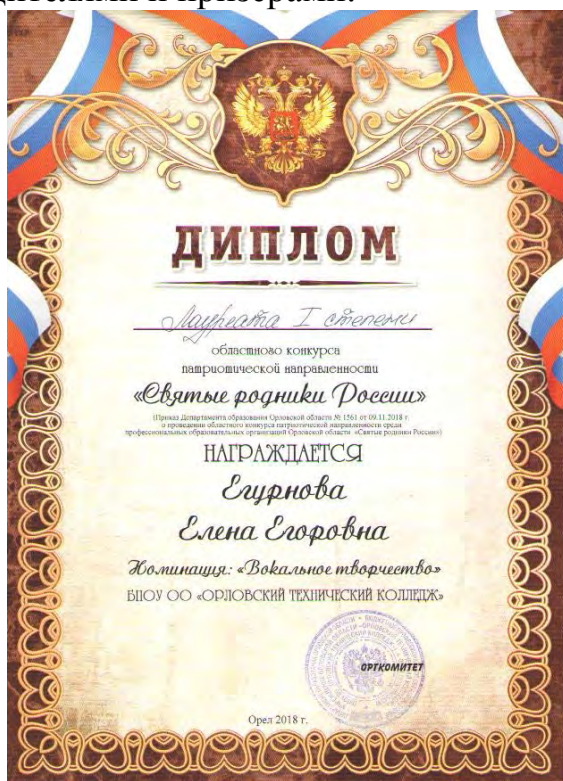 дителями и призерами.
ДИПЛОМ
Лауреата I степени
областного конкурса
патриотической направленности
«Святые родники России»
(Приказ Департамента образования Орловской области № 1561 от 09.11.2018 г.
о проведении областного конкурса патриотической направленности среди
профессиональных образовательных организаций Орловской области «Святые родники России»)
НАГРАЖДАЕТСЯ
Егурнова
Елена Егоровна
Номинация: «Вокальное творчество»
БПОУ ОО «ОРЛОВСКИЙ ТЕХНИЧЕСКИЙ КОЛЛЕДЖ»
ОРГКОМИТЕТ
Орел 2018 г.